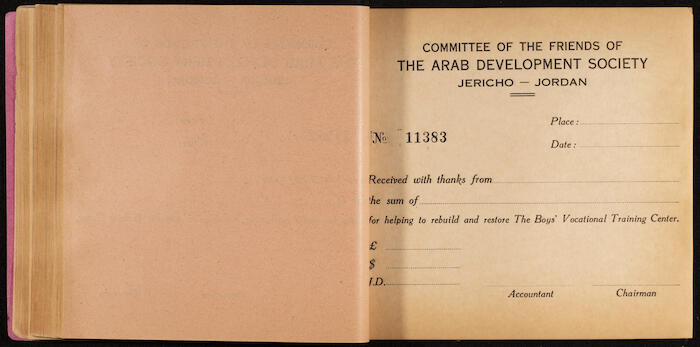 COMMITTEE OF THE FRIENDS OF
THE ARAB DEVELOPMENT SOCIETY
JERICHO — JORDAN
Place:
No 11383
Date:
Received with thanks from
the sum of
for helping to rebuild and restore The Boys' Vocational Training Center.
£
$
J.D.
Accountant Chairman